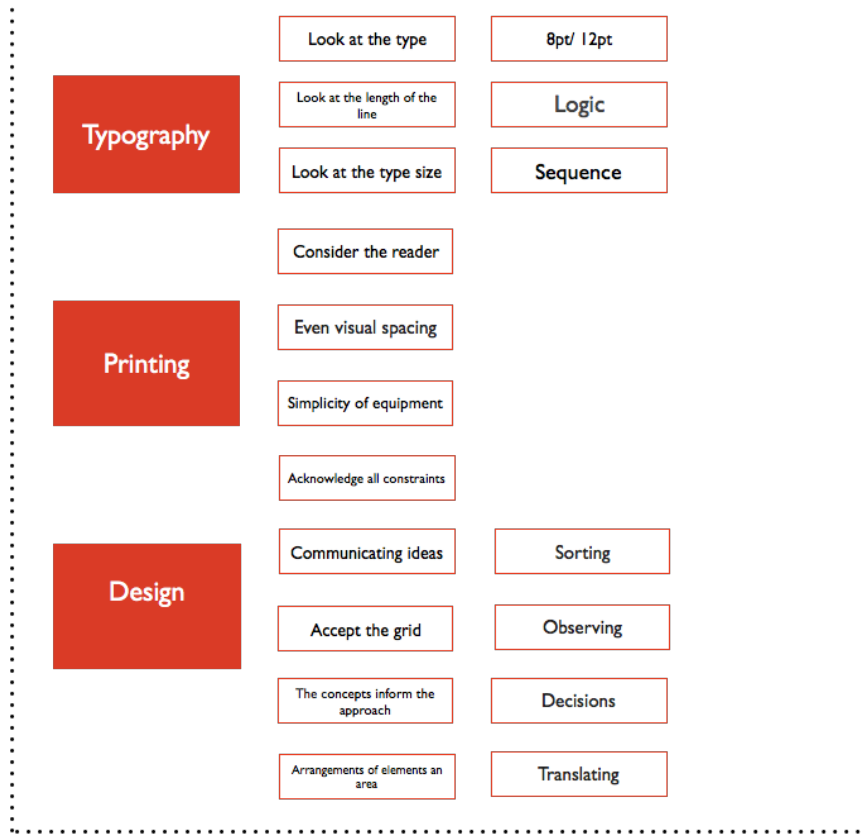 Look at the type
8pt/ 12pt
Typography
Look at the length of the
line
Logic
Look at the type size
Sequence
Consider the reader
Printing
Even visual spacing
Simplicity of equipment
Acknowledge all constraints
Design
Communicating ideas
Sorting
Accept the grid
Observing
The concepts inform the
approach
Decisions
Arrangements of elements an
area
Translating